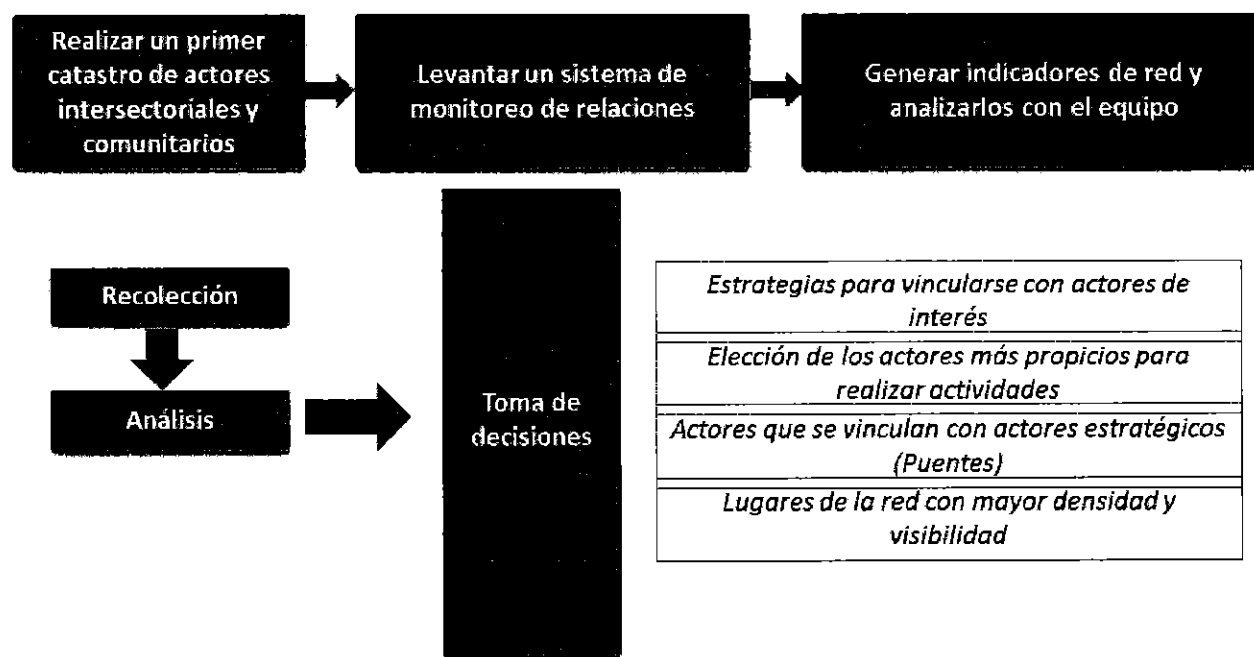 Realizar un primer
catastro de actores
intersectoriales y
comunitarios
Levantar un sistema de
monitoreo de relaciones
Generar indicadores de red y
analizarlos con el equipo
Recolección
Análisis
Toma de
decisiones
Estrategias para vincularse con actores de
interés
Elección de los actores más propicios para
realizar actividades
Actores que se vinculan con actores estratégicos
(Puentes)
Lugares de la red con mayor densidad y
visibilidad